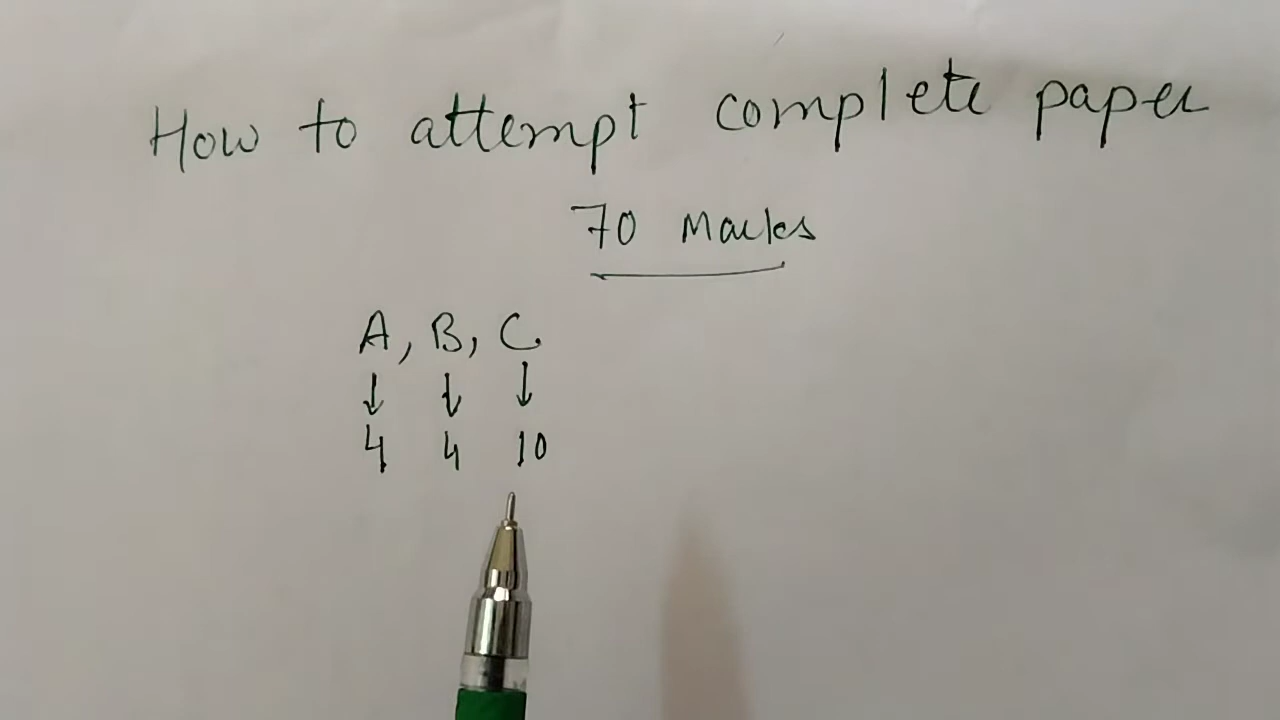 How to attempt complete paper
70 Marks
A, B, C
↓ ↓ ↓
4 4 10